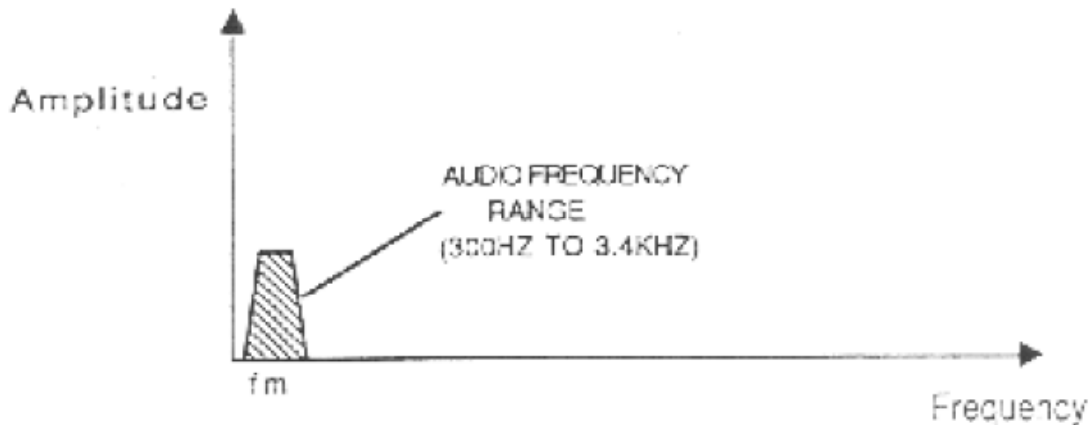 Amplitude
AUDIO FREQUENCY
RANGE
(300HZ TO 3.4KHZ)
fm
Frequency